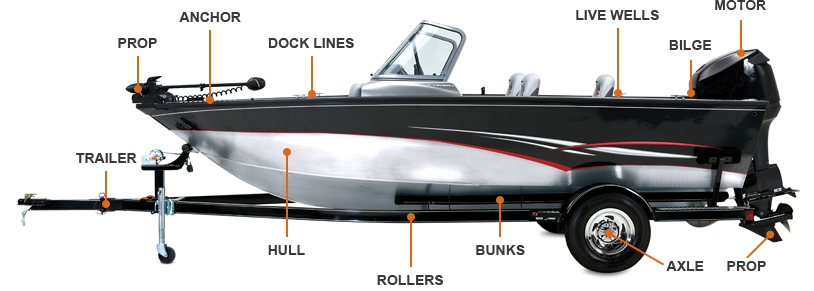 MOTOR
ANCHOR
LIVE WELLS
PROP
DOCK LINES
BILGE
TRAILER
HULL
BUNKS
AXLE
PROP
ROLLERS